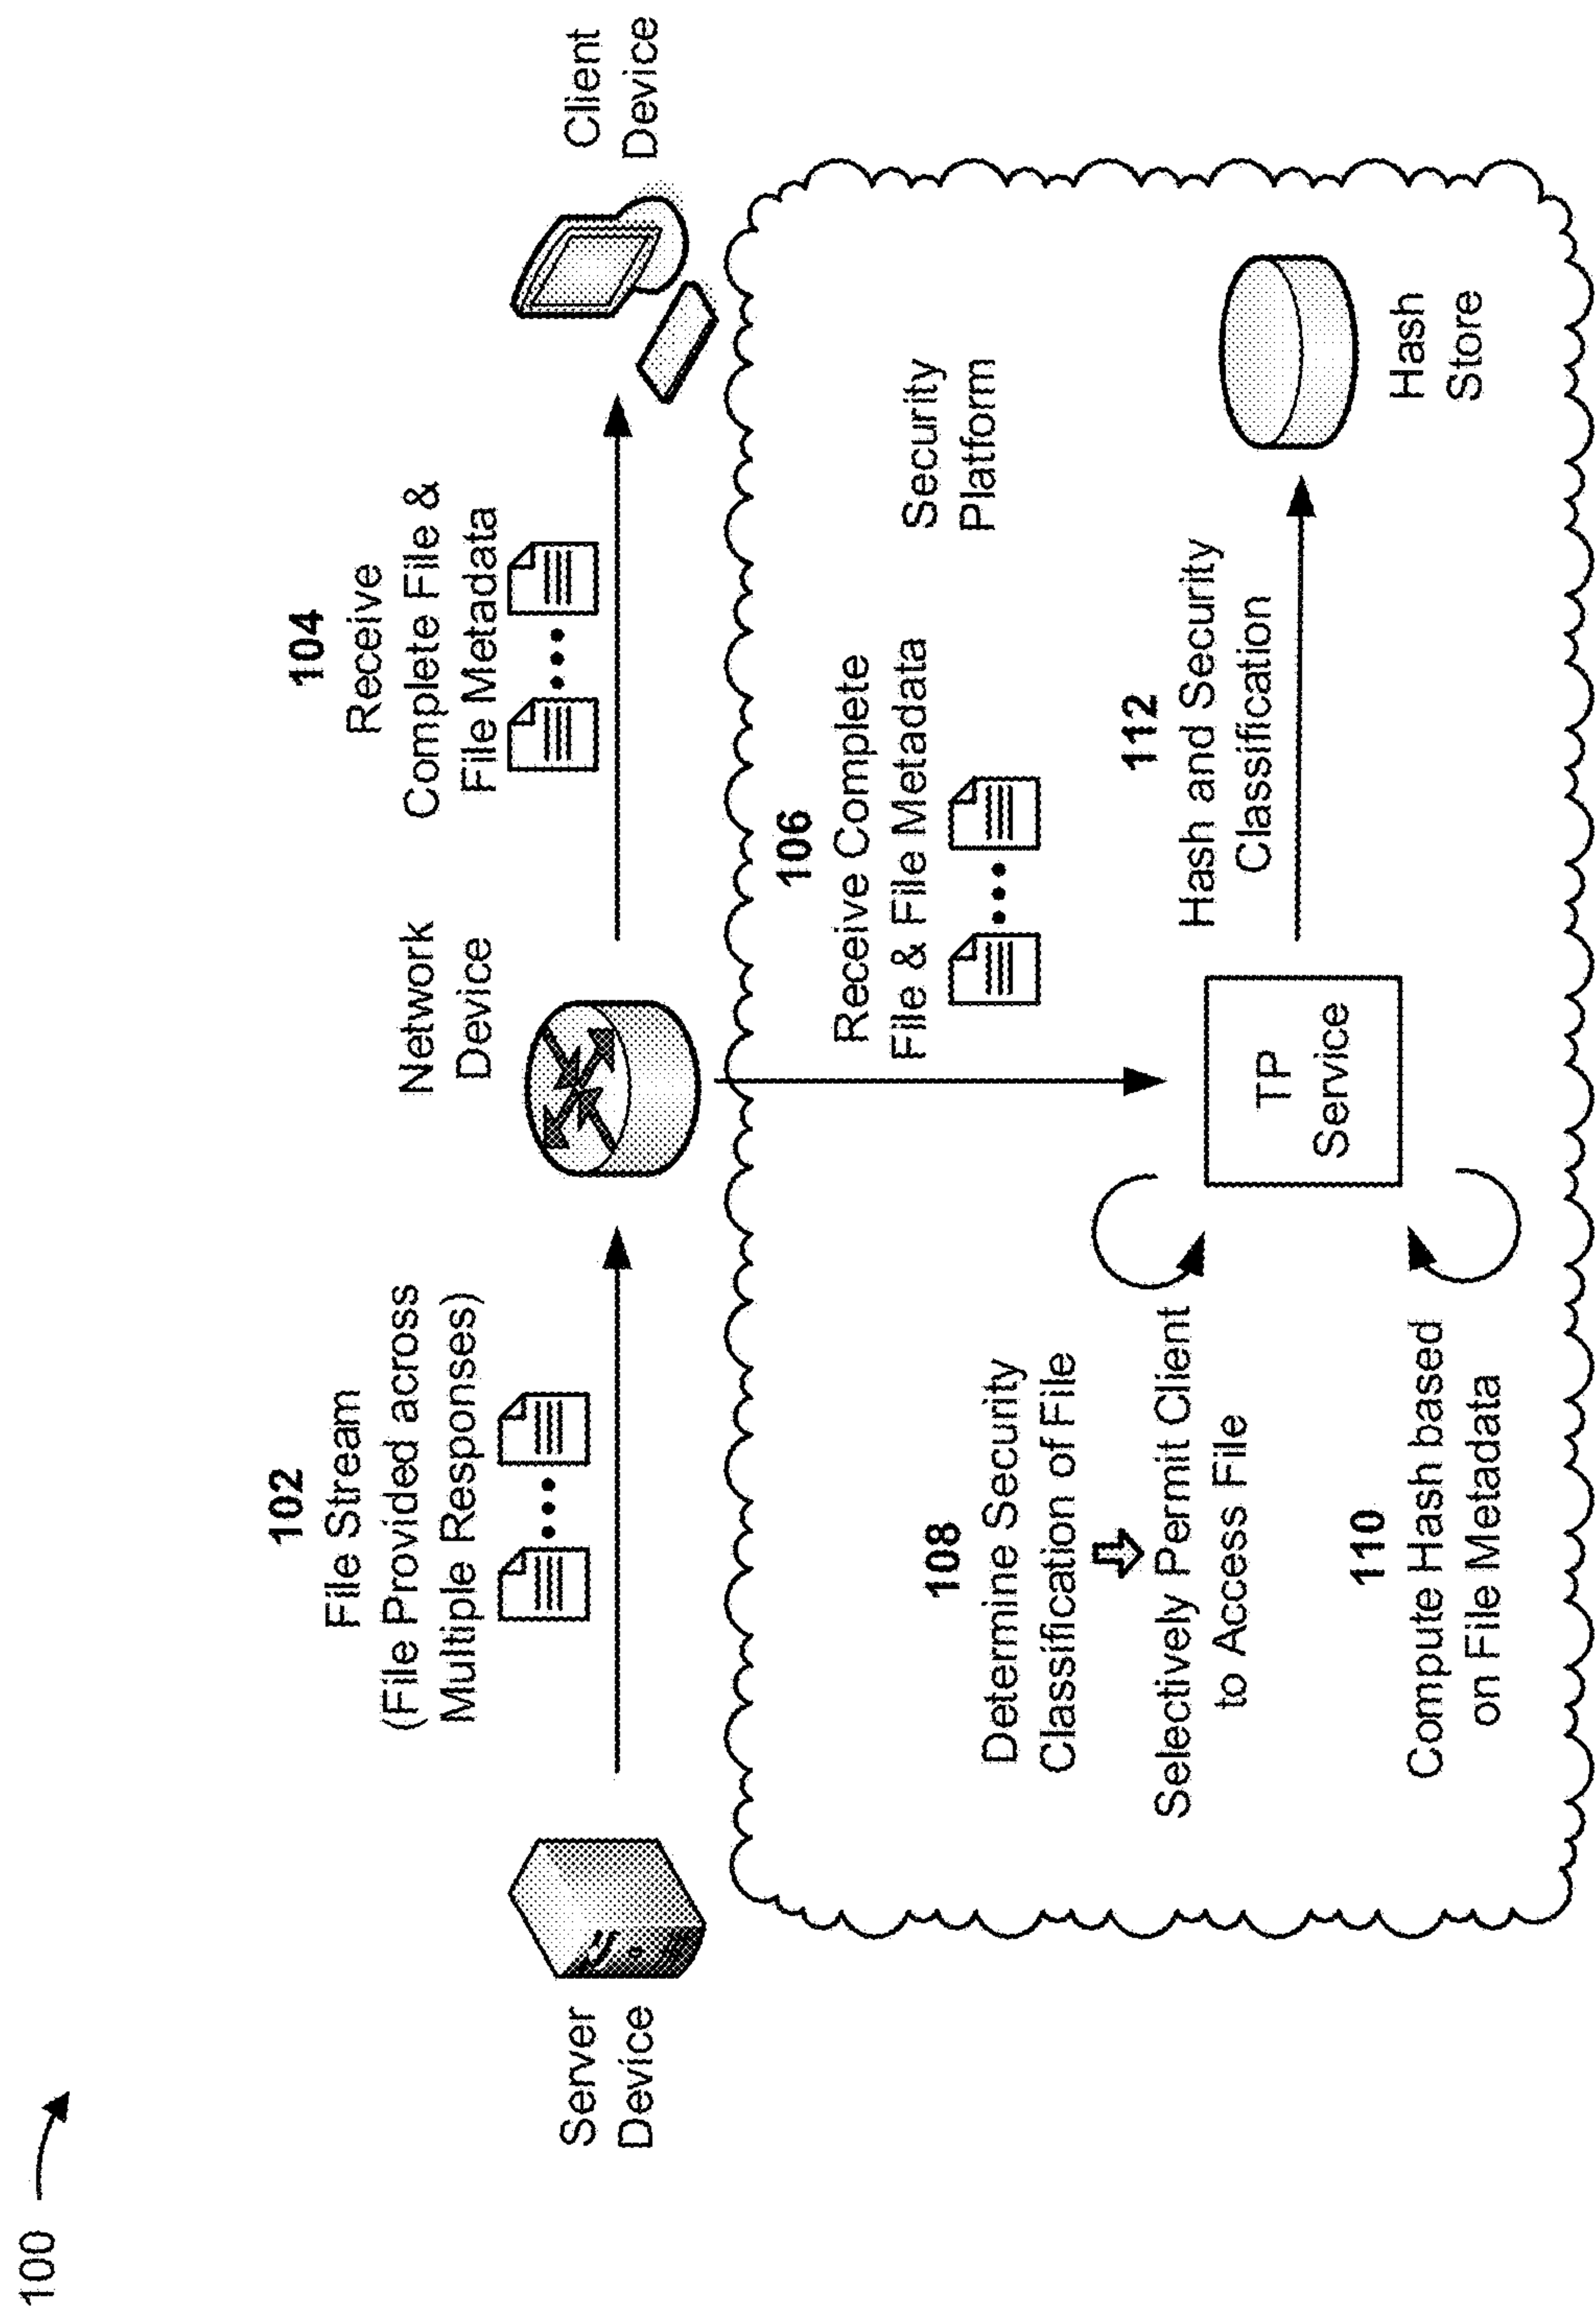 100
102
File Stream
(File Provided across
Multiple Responses)
104
Receive
Complete File &
File Metadata
Server
Device
Network
Device
Client
Device
106
Receive Complete
File & File Metadata
Security
Platform
108
Determine Security
Classification of File
Selectively Permit Client
to Access File
110
Compute Hash based
on File Metadata
TP
Service
112
Hash and Security
Classification
Hash
Store